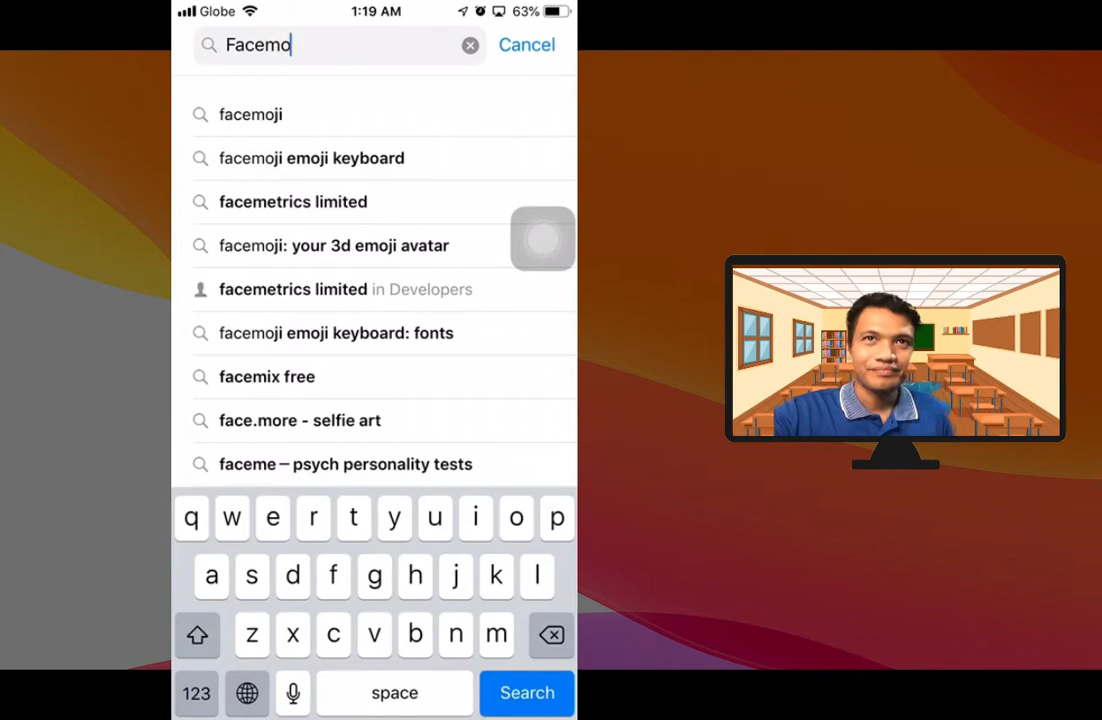 Globe 1:19 AM 63%
Facemo Cancel
facemoji
facemoji emoji keyboard
facemetrics limited
facemoji: your 3d emoji avatar
facemetrics limited in Developers
facemoji emoji keyboard: fonts
facemix free
face.more - selfie art
faceme – psych personality tests
q w e r t y u i o p
a s d f g h j k l
z x c v b n m
123 space Search